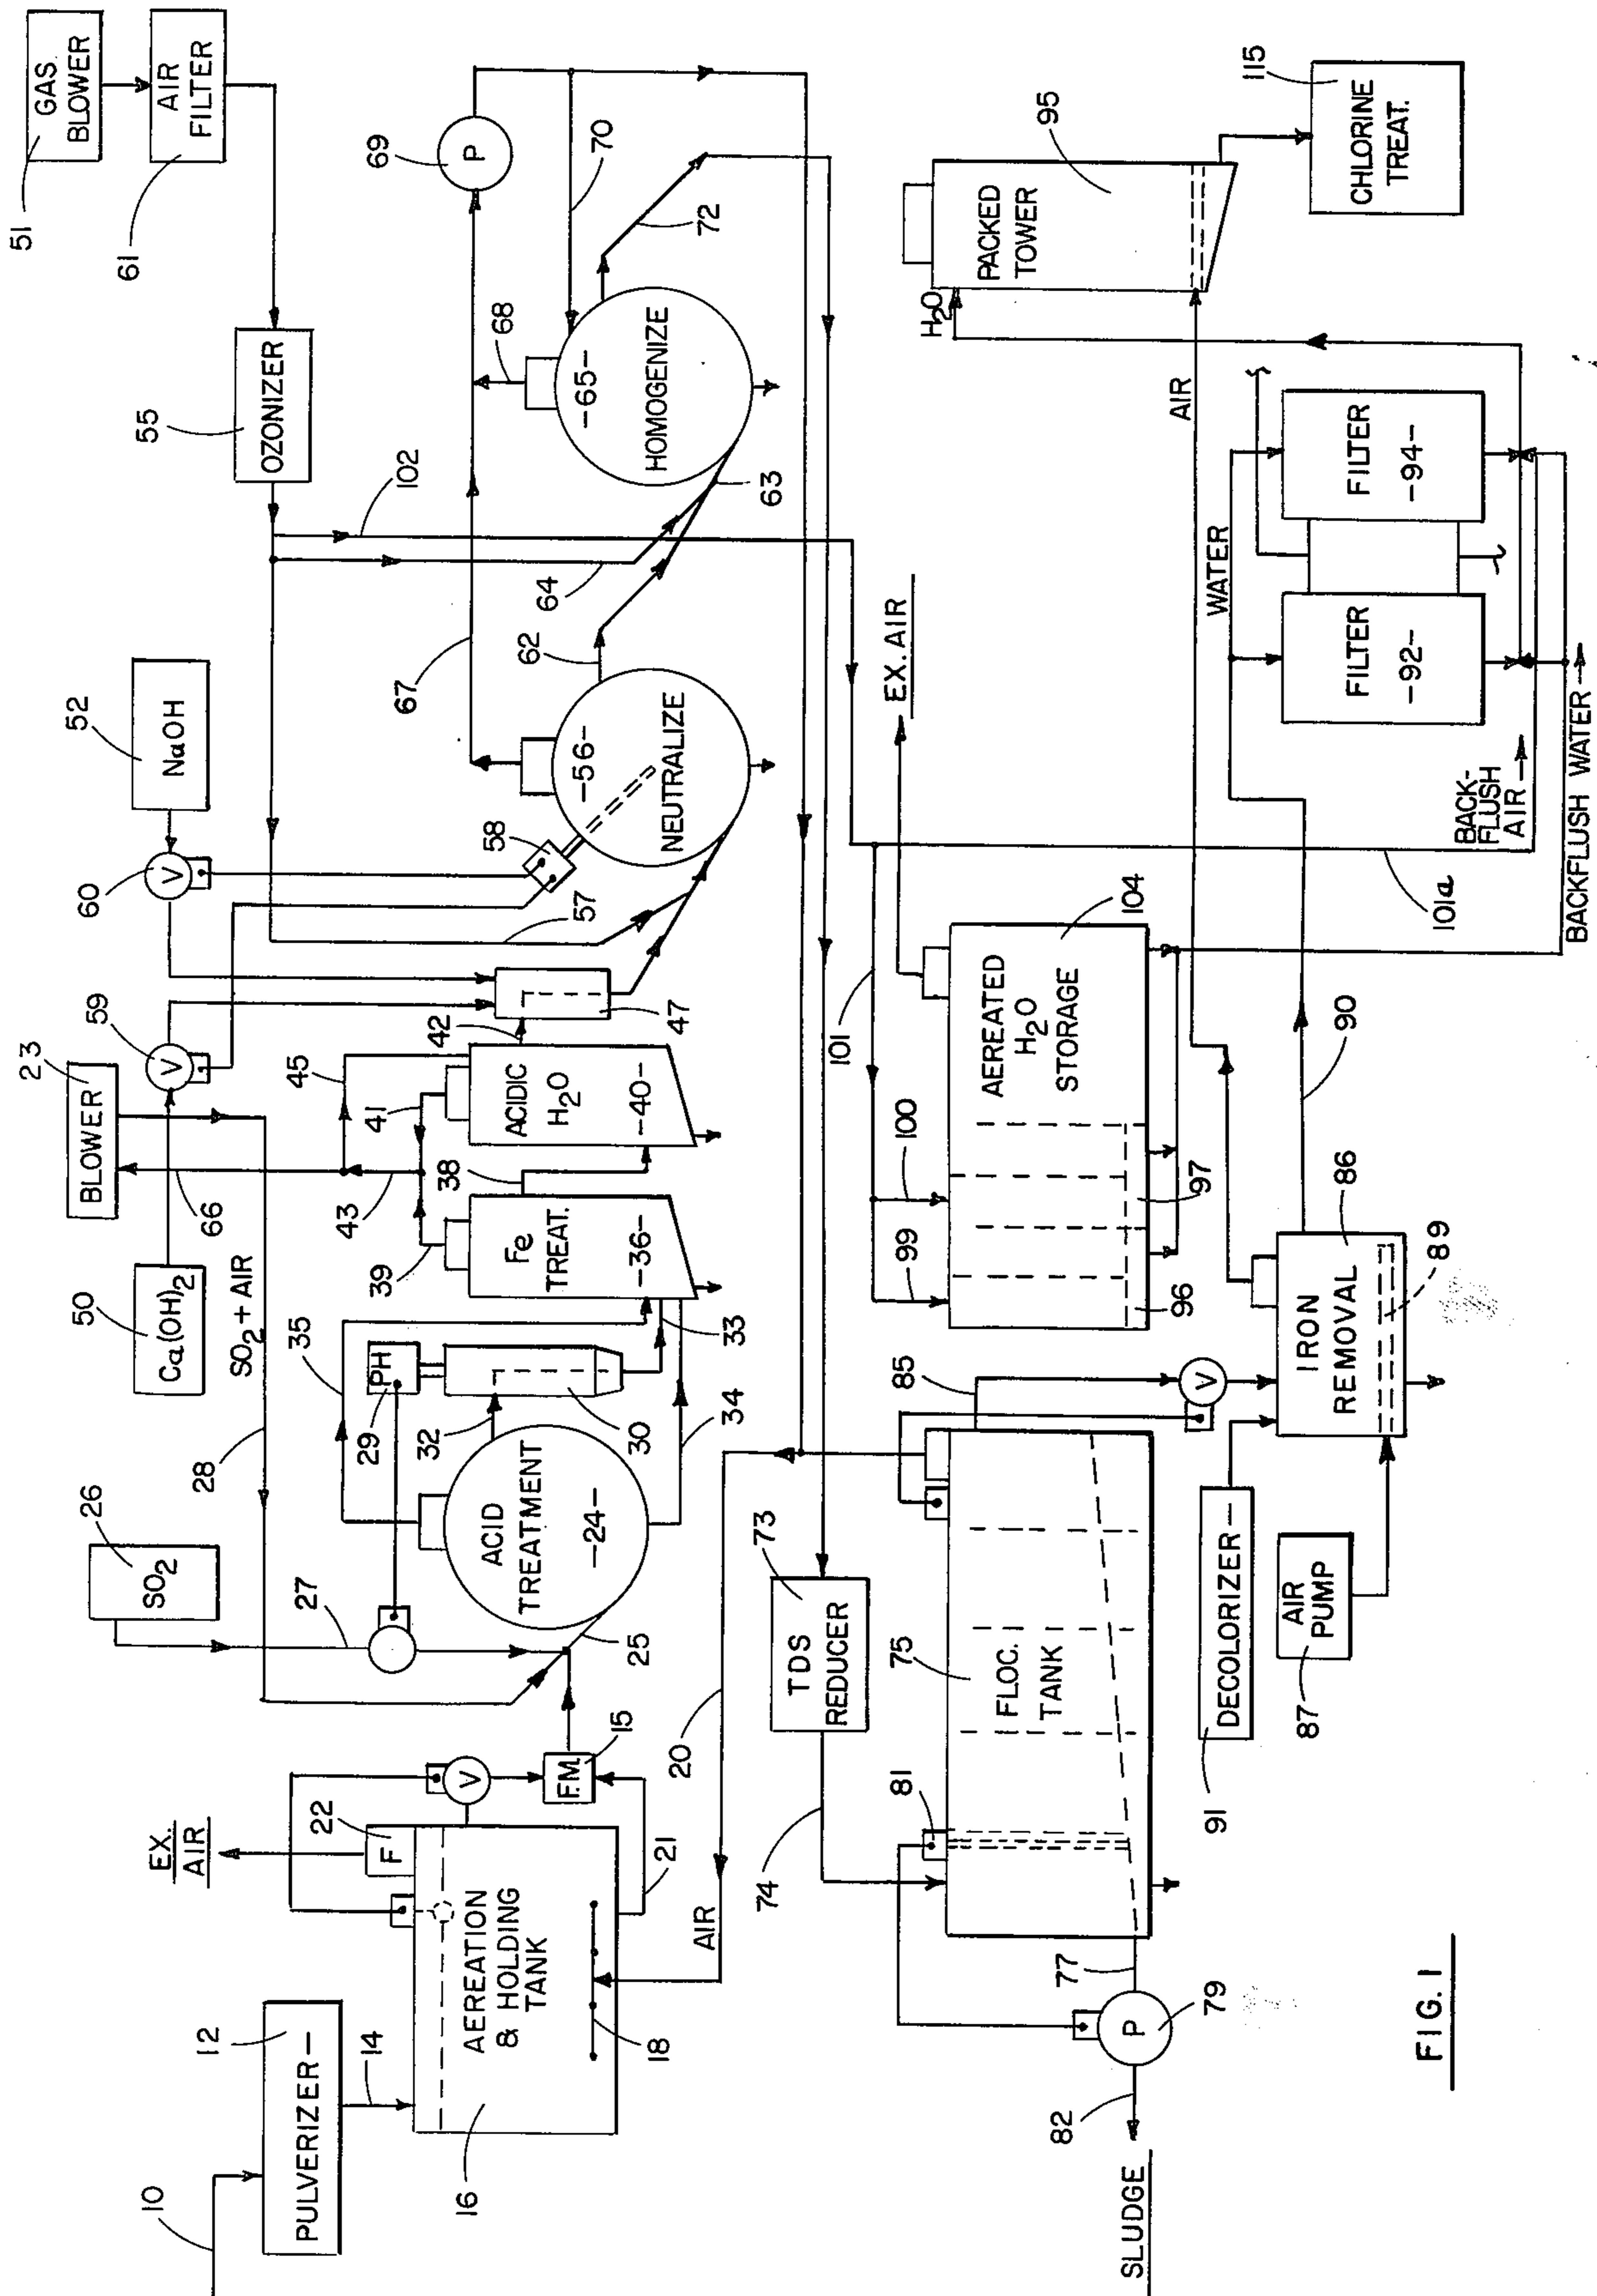 10
12
PULVERIZER
14
16
AEREATION
& HOLDING
TANK
18
EX.
AIR
F
22
V
F.M.
15
21
20
AIR
SO2
26
27
28
SO2 + AIR
25
ACID
TREATMENT
-24-
PH
29
30
32
33
34
35
Fe
TREAT.
-36-
38
39
ACIDIC
H2O
-40-
41
42
43
45
47
BLOWER
23
66
Ca(OH)2
50
V
59
NaOH
52
V
60
58
57
-56-
NEUTRALIZE
62
67
64
63
-65-
HOMOGENIZE
68
P
69
70
72
102
OZONIZER
55
AIR
FILTER
61
GAS
BLOWER
51
TDS
REDUCER
73
74
FLOC.
TANK
75
81
77
P
79
82
SLUDGE
85
V
DECOLORIZER
91
AIR
PUMP
87
IRON
REMOVAL
86
89
90
AEREATED
H2O
STORAGE
104
96
97
99
100
101
101a
EX. AIR
BACK-
FLUSH
AIR
BACKFLUSH WATER
WATER
FILTER
-92-
FILTER
-94-
AIR
H2O
PACKED
TOWER
95
CHLORINE
TREAT.
115
FIG. 1